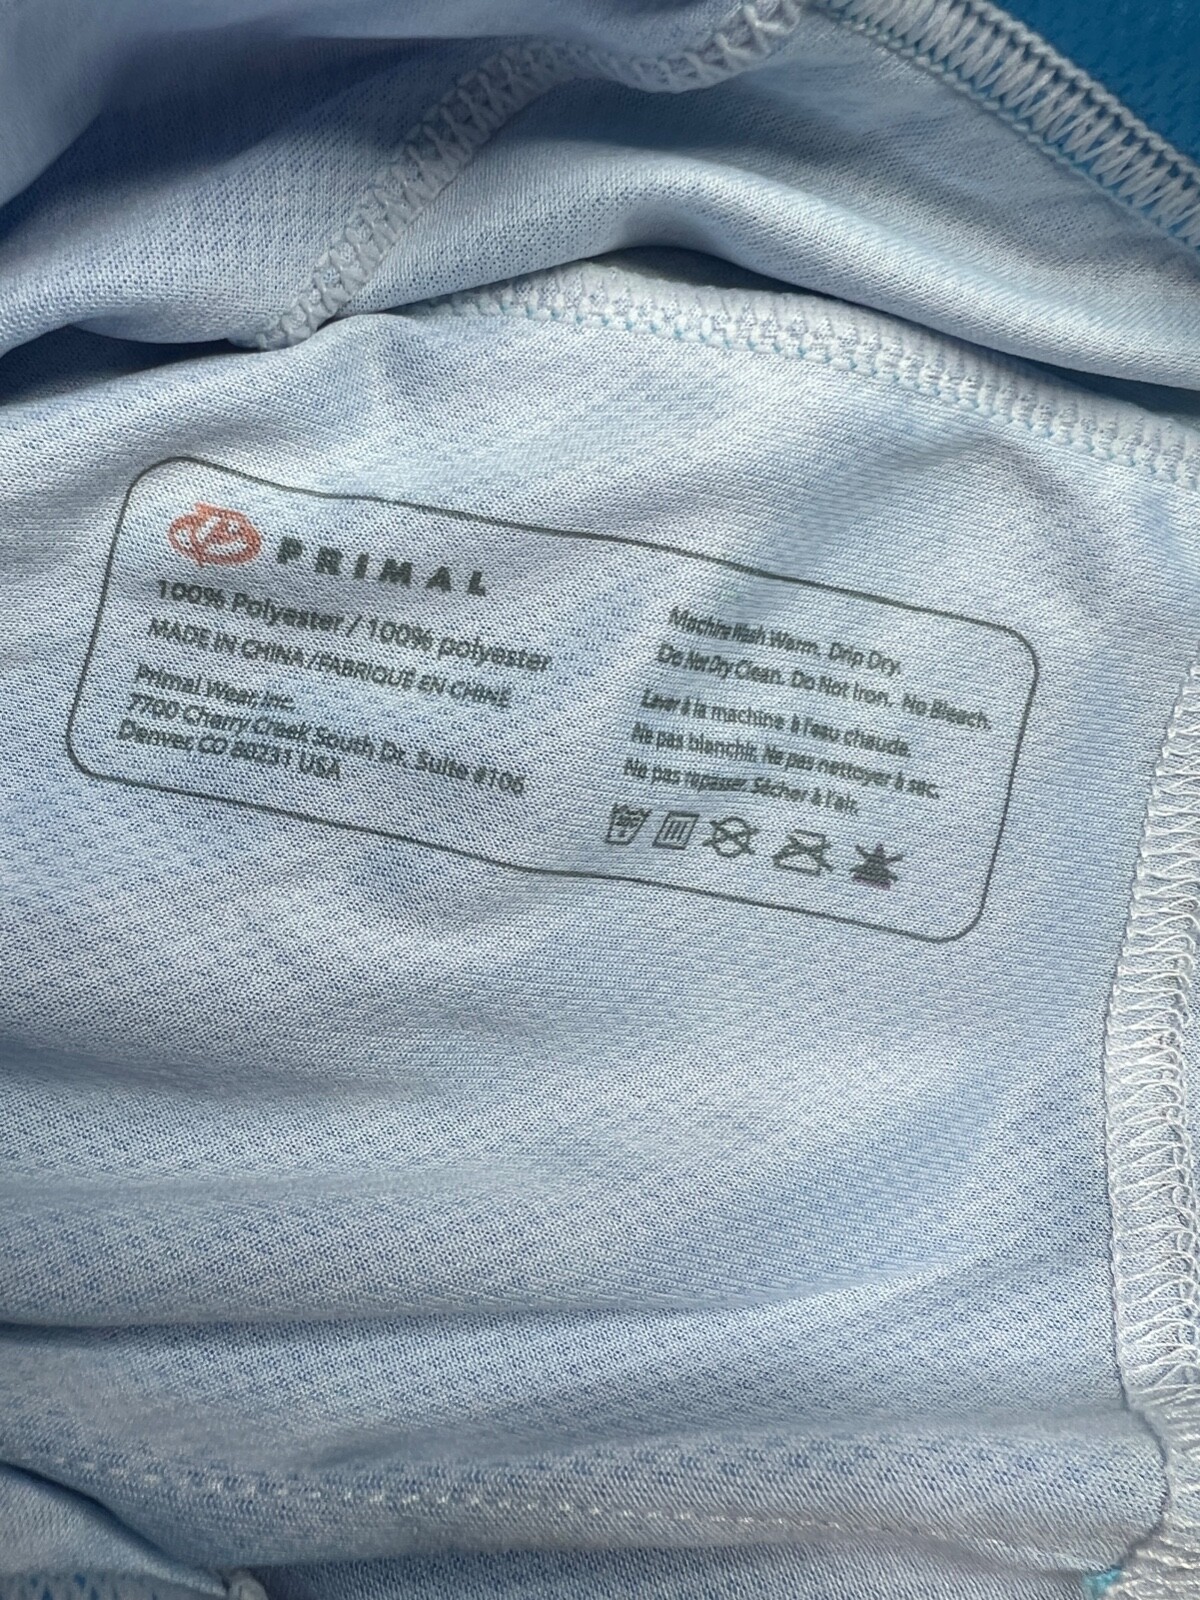 PRIMAL
100% Polyester / 100% polyester
MADE IN CHINA / FABRIQUÉ EN CHINE
Primal Wear, Inc.
7700 Cherry Creek South Dr. Suite #106
Denver, CO 80231 USA
Machine Wash Warm. Drip Dry.
Do Not Dry Clean. Do Not Iron. No Bleach.
Laver à la machine à l'eau chaude.
Ne pas blanchir. Ne pas nettoyer à sec.
Ne pas repasser. Sécher à l'air.